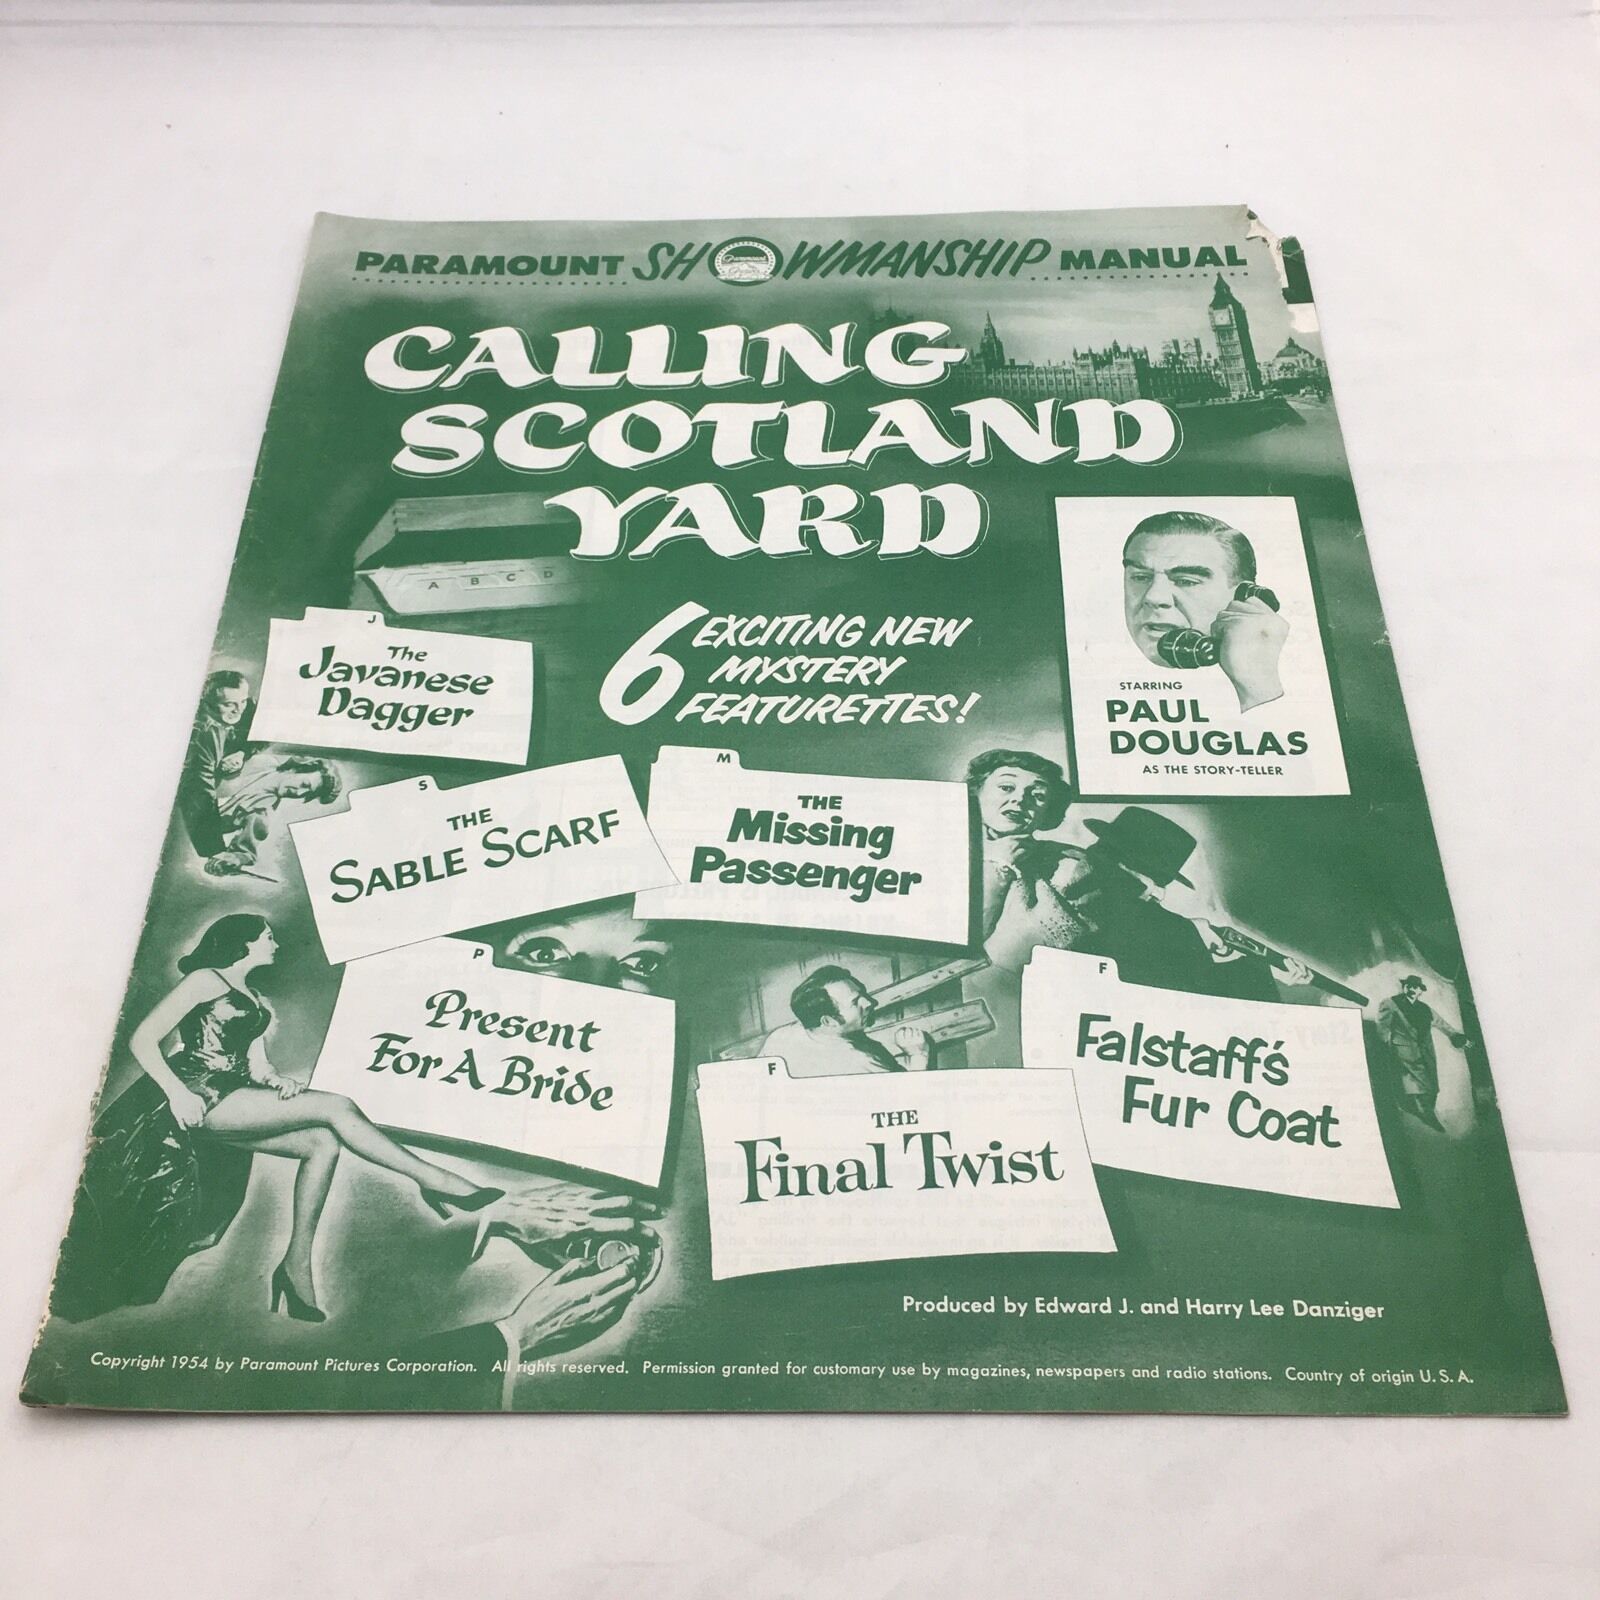 PARAMOUNT SHOWMANSHIP MANUAL
Paramount
CALLING
SCOTLAND
YARD
A B C D
6 EXCITING NEW
MYSTERY
FEATURETTES!
STARRING
PAUL
DOUGLAS
AS THE STORY-TELLER
J
The
Javanese
Dagger
S
THE
SABLE SCARF
M
THE
Missing
Passenger
P
Present
For A Bride
F
THE
Final Twist
F
Falstaff's
Fur Coat
Produced by Edward J. and Harry Lee Danziger
Copyright 1954 by Paramount Pictures Corporation. All rights reserved. Permission granted for customary use by magazines, newspapers and radio stations. Country of origin U. S. A.